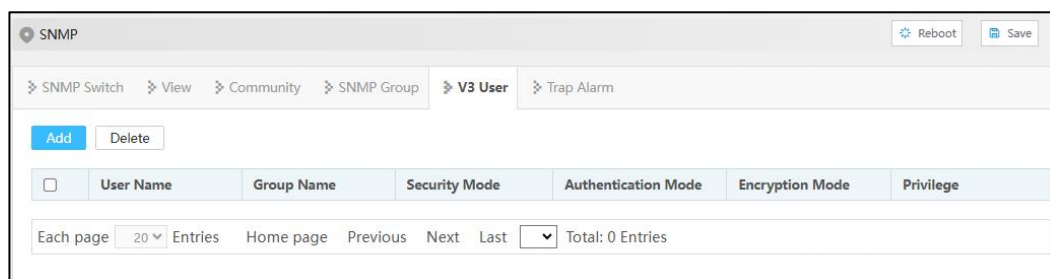 SNMP Reboot Save
SNMP Switch View Community SNMP Group V3 User Trap Alarm
Add Delete
User Name Group Name Security Mode Authentication Mode Encryption Mode Privilege
Each page 20 Entries Home page Previous Next Last Total: 0 Entries